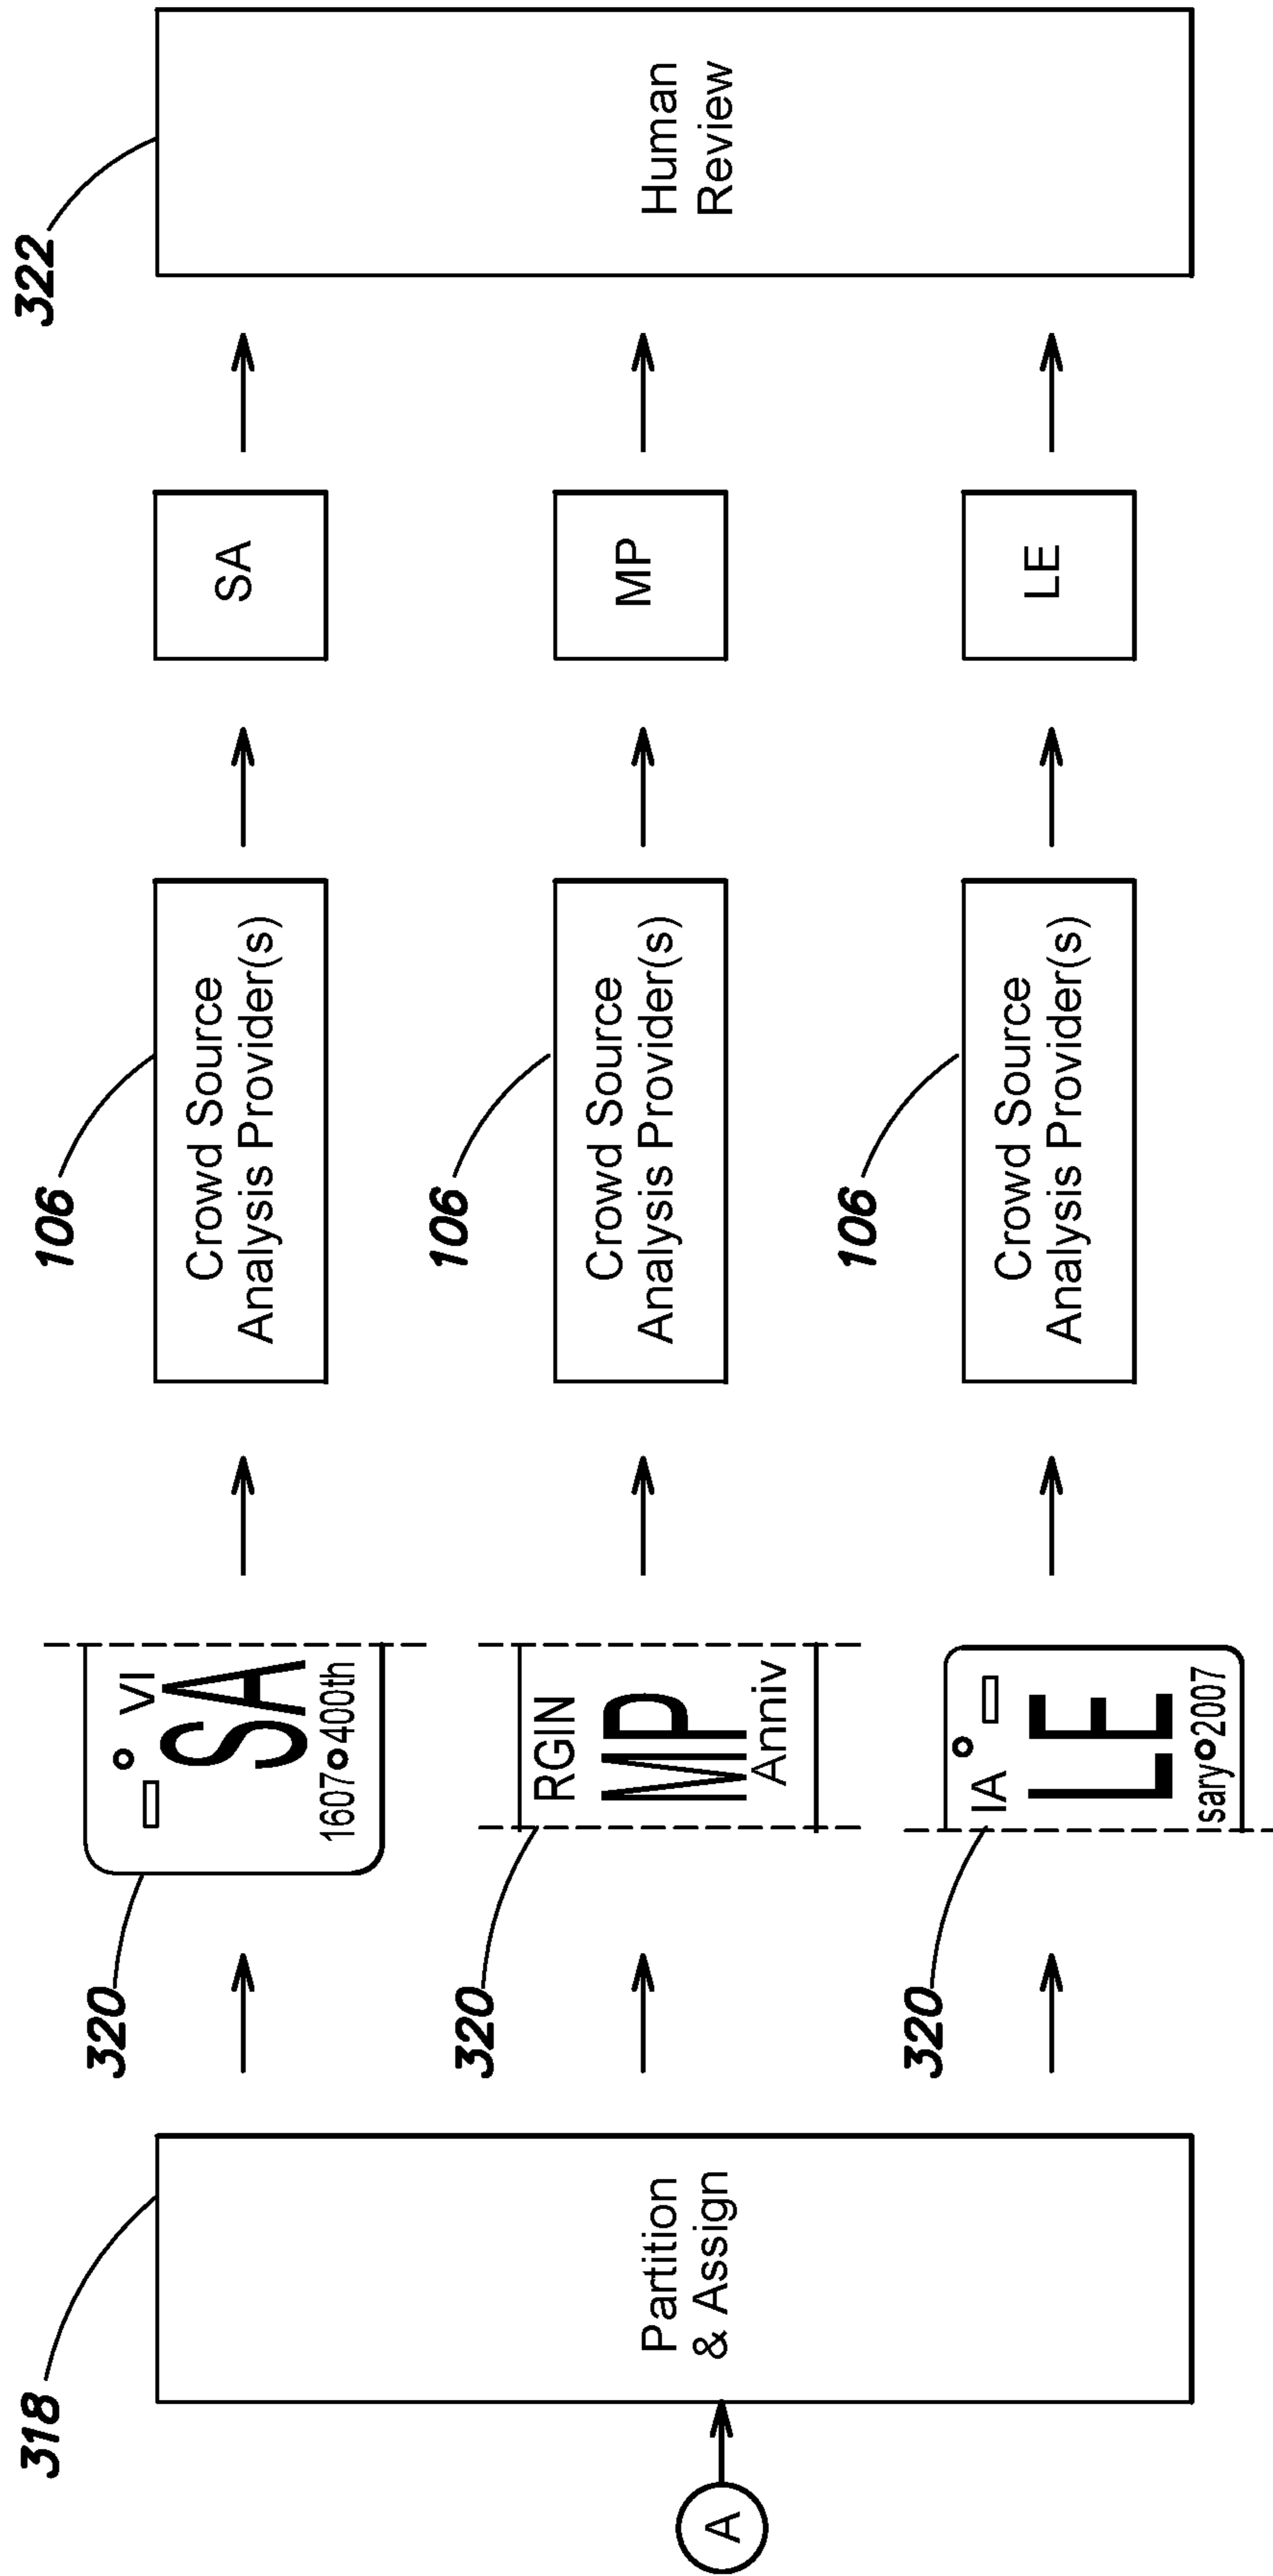 318
A
Partition
& Assign
320
VI
SA
1607 400th
106
Crowd Source
Analysis Provider(s)
SA
320
RGIN
MP
Anniv
106
Crowd Source
Analysis Provider(s)
MP
320
IA
LE
sary 2007
106
Crowd Source
Analysis Provider(s)
LE
322
Human
Review